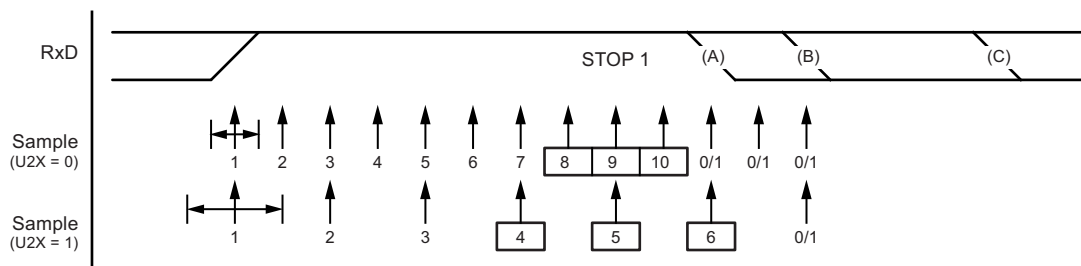 RxD STOP 1 (A) (B) (C)
Sample
(U2X = 0)
1 2 3 4 5 6 7 8 9 10 0/1 0/1 0/1
Sample
(U2X = 1)
1 2 3 4 5 6 0/1